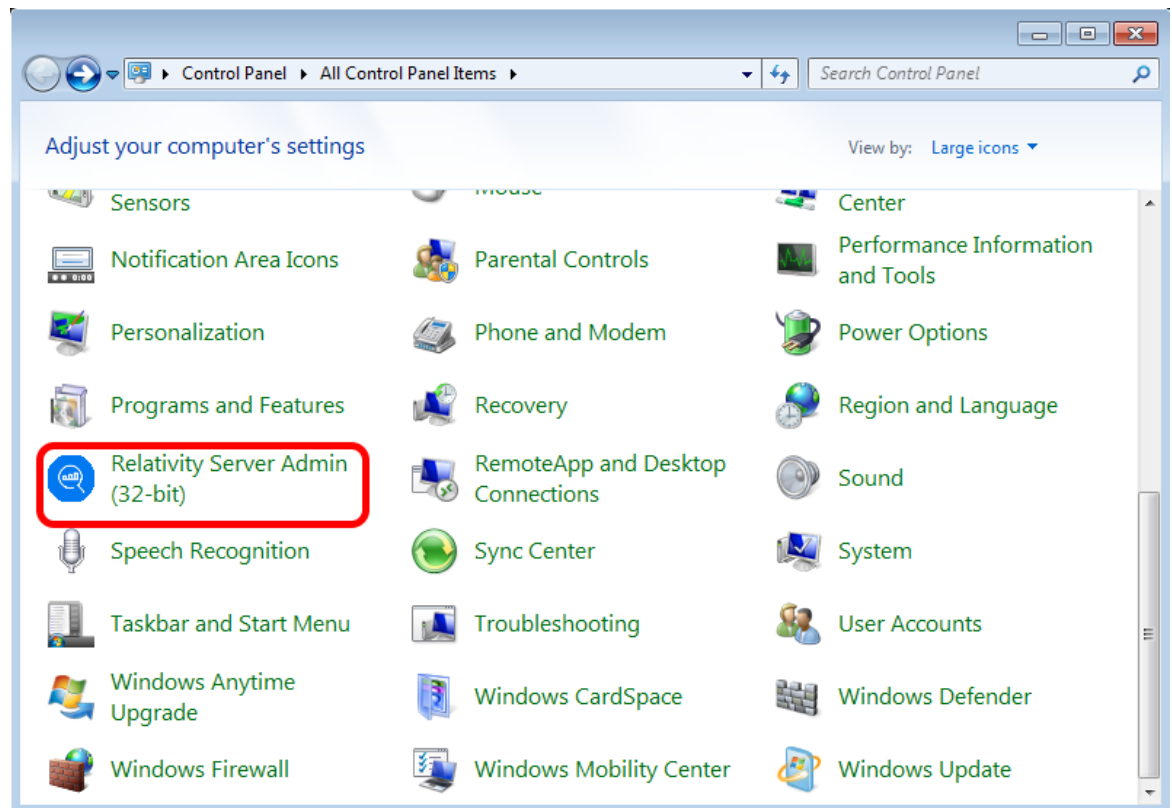 Control Panel All Control Panel Items Search Control Panel
Adjust your computer's settings View by: Large icons
Sensors Mouse Center
Notification Area Icons Parental Controls Performance Information
and Tools
Personalization Phone and Modem Power Options
Programs and Features Recovery Region and Language
Relativity Server Admin RemoteApp and Desktop Sound
(32-bit) Connections
Speech Recognition Sync Center System
Taskbar and Start Menu Troubleshooting User Accounts
Windows Anytime Windows CardSpace Windows Defender
Upgrade
Windows Firewall Windows Mobility Center Windows Update